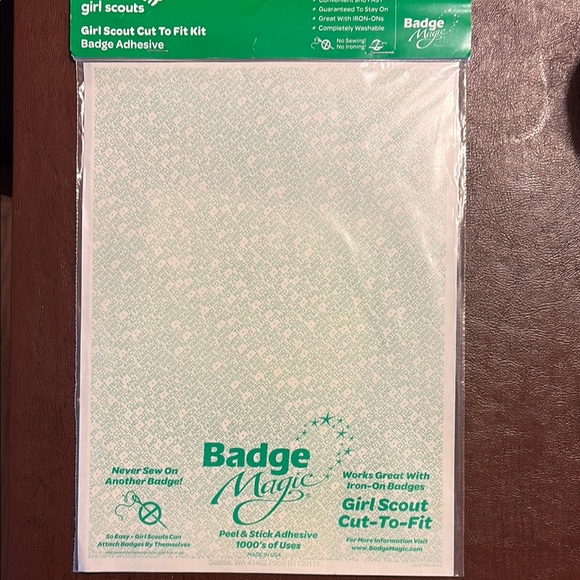 girl scouts
Girl Scout Cut To Fit Kit
Badge Adhesive
Convenient and FAST
Guaranteed To Stay On
Great With IRON-ONs
Completely Washable
No Sewing!
No Ironing!
Badge
Magic
Badge
Magic
Never Sew On
Another Badge!
So Easy - Girl Scouts Can
Attach Badges By Themselves
Peel & Stick Adhesive
1000's of Uses
MADE IN USA
Works Great With
Iron-On Badges
Girl Scout
Cut-To-Fit
For More Information Visit
www.BadgeMagic.com